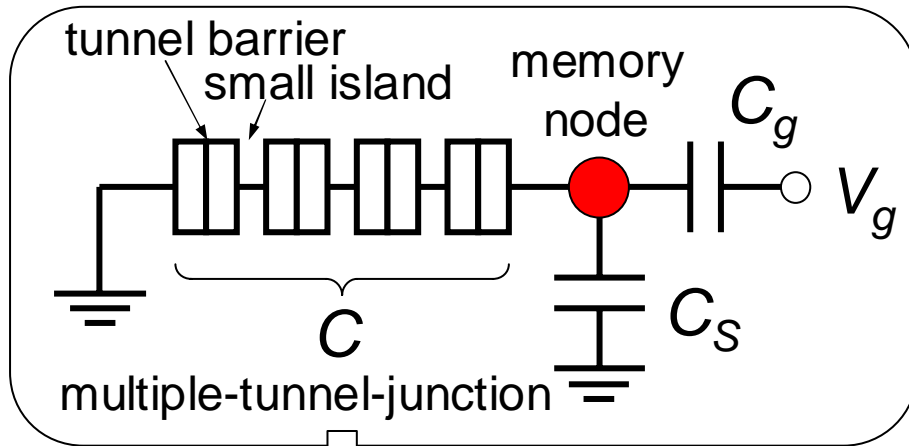 tunnel barrier
small island
memory
node
C_g
V_g
C_S
C
multiple-tunnel-junction